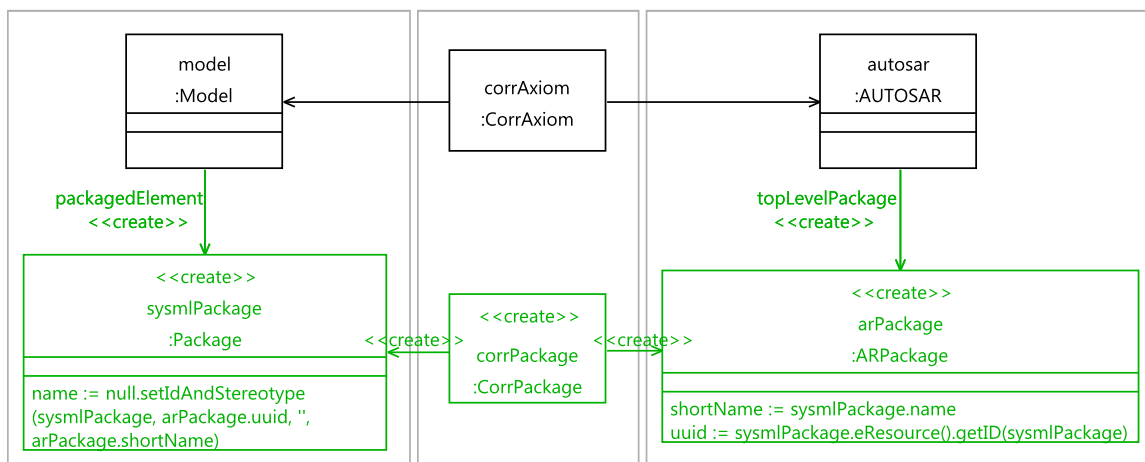 model
:Model
corrAxiom
:CorrAxiom
autosar
:AUTOSAR
packagedElement
<<create>>
topLevelPackage
<<create>>
<<create>>
sysmlPackage
:Package
<<create>>
<<create>>
corrPackage
:CorrPackage
<<create>>
<<create>>
arPackage
:ARPackage
name := null.setIdAndStereotype
(sysmlPackage, arPackage.uuid, '',
arPackage.shortName)
shortName := sysmlPackage.name
uuid := sysmlPackage.eResource().getID(sysmlPackage)